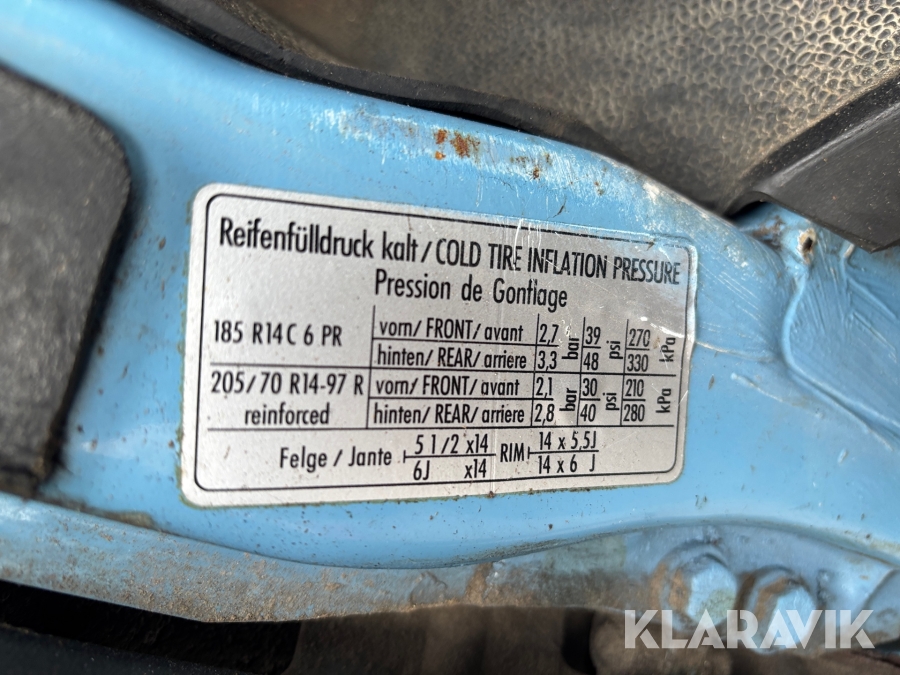 Reifenfülldruck kalt / COLD TIRE INFLATION PRESSURE
Pression de Gonflage
185 R14 C 6 PR
vorn/ FRONT/ avant 2,7 bar 39 psi 270 kPa
hinten/ REAR/ arriere 3,3 48 330
205/70 R14-97 R
reinforced
vorn/ FRONT/ avant 2,1 bar 30 psi 210 kPa
hinten/ REAR/ arriere 2,8 40 280
Felge / Jante 5 1/2 x14 RIM 14 x 5,5J
6J x14 14 x 6 J
KLARAVIK